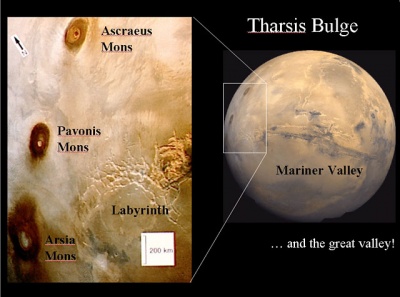 Tharsis Bulge
Ascraeus
Mons
Pavonis
Mons
Labyrinth
Arsia
Mons
200 km
Mariner Valley
… and the great valley!